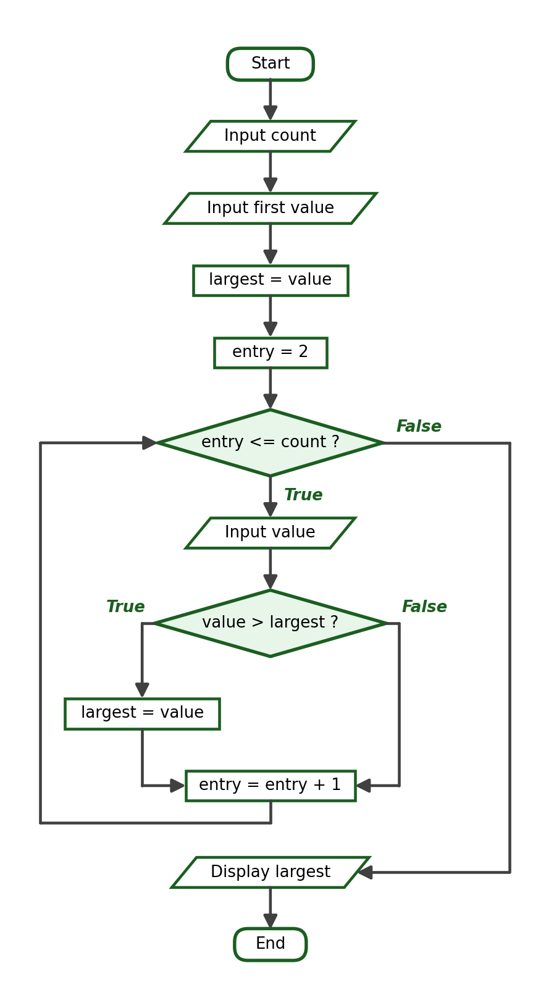 Start
Input count
Input first value
largest = value
entry = 2
entry <= count ?
False
True
Input value
True
value > largest ?
False
largest = value
entry = entry + 1
Display largest
End